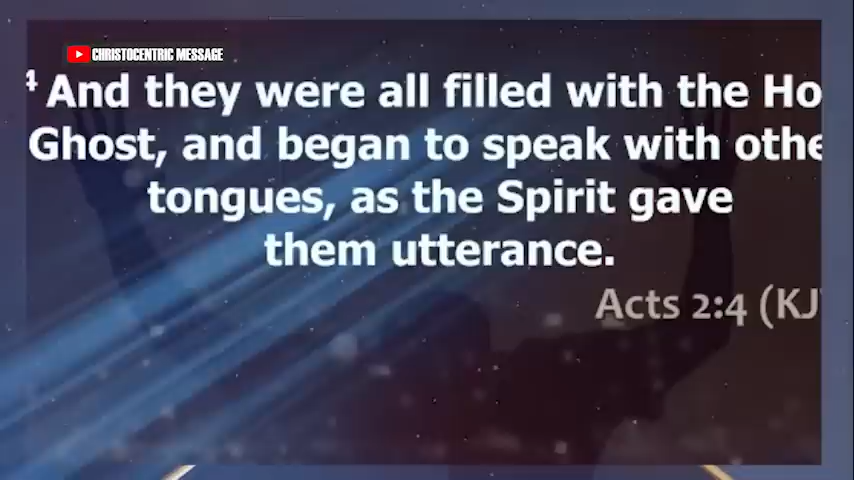 CHRISTOCENTRIC MESSAGE
4 And they were all filled with the Ho
Ghost, and began to speak with othe
tongues, as the Spirit gave
them utterance.
Acts 2:4 (KJ